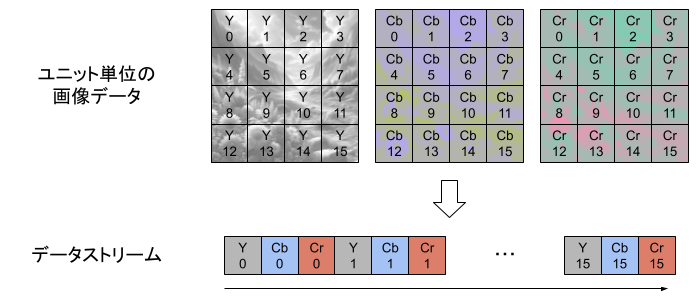 Y Y Y Y Cb Cb Cb Cb Cr Cr Cr Cr
0 1 2 3 0 1 2 3 0 1 2 3
ユニット単位の
画像データ
Y Y Y Y Cb Cb Cb Cb Cr Cr Cr Cr
4 5 6 7 4 5 6 7 4 5 6 7
Y Y Y Y Cb Cb Cb Cb Cr Cr Cr Cr
8 9 10 11 8 9 10 11 8 9 10 11
Y Y Y Y Cb Cb Cb Cb Cr Cr Cr Cr
12 13 14 15 12 13 14 15 12 13 14 15
データストリーム
Y Cb Cr Y Cb Cr … Y Cb Cr
0 0 0 1 1 1 15 15 15